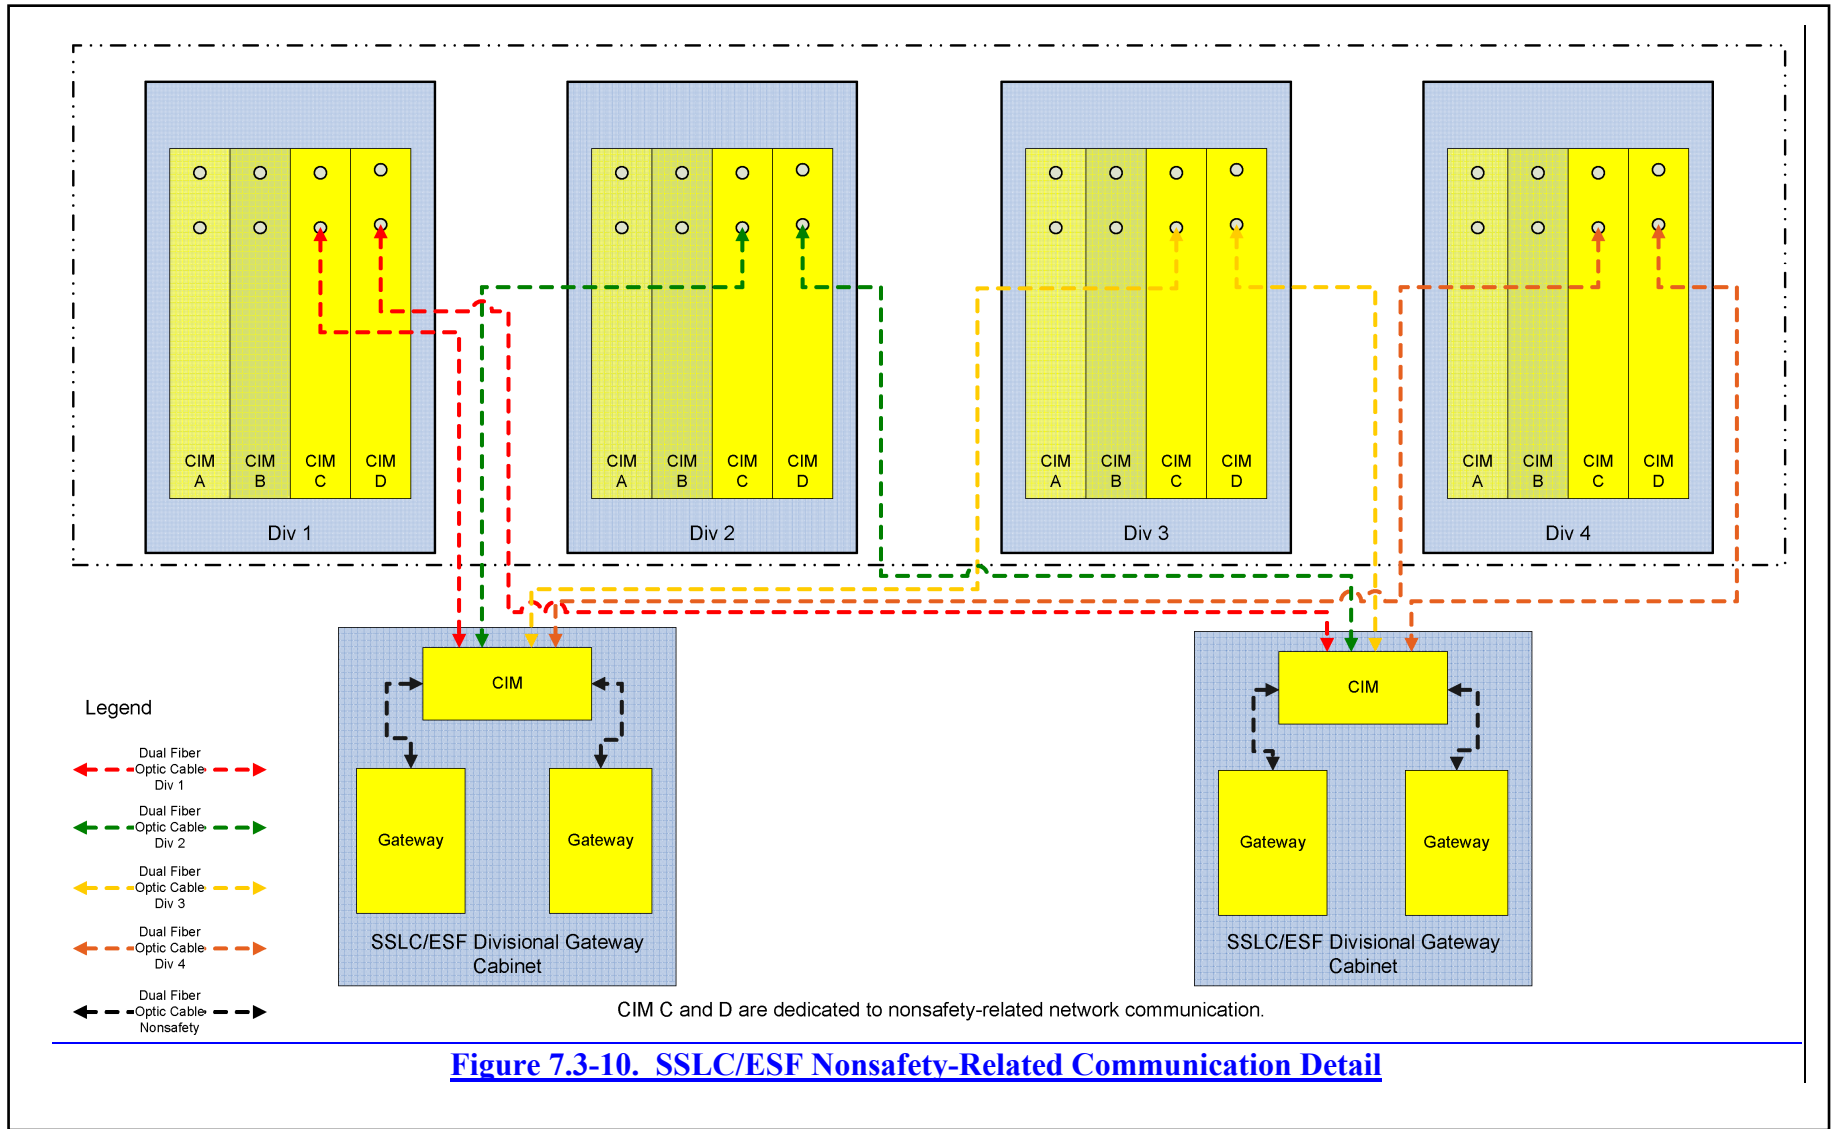 CIM CIM CIM CIM
A B C D
Div 1
CIM CIM CIM CIM
A B C D
Div 2
CIM CIM CIM CIM
A B C D
Div 3
CIM CIM CIM CIM
A B C D
Div 4
Legend
Dual Fiber
Optic Cable
Div 1
Dual Fiber
Optic Cable
Div 2
Dual Fiber
Optic Cable
Div 3
Dual Fiber
Optic Cable
Div 4
Dual Fiber
Optic Cable
Nonsafety
CIM
Gateway Gateway
SSLC/ESF Divisional Gateway
Cabinet
CIM
Gateway Gateway
SSLC/ESF Divisional Gateway
Cabinet
CIM C and D are dedicated to nonsafety-related network communication.
Figure 7.3-10. SSLC/ESF Nonsafety-Related Communication Detail